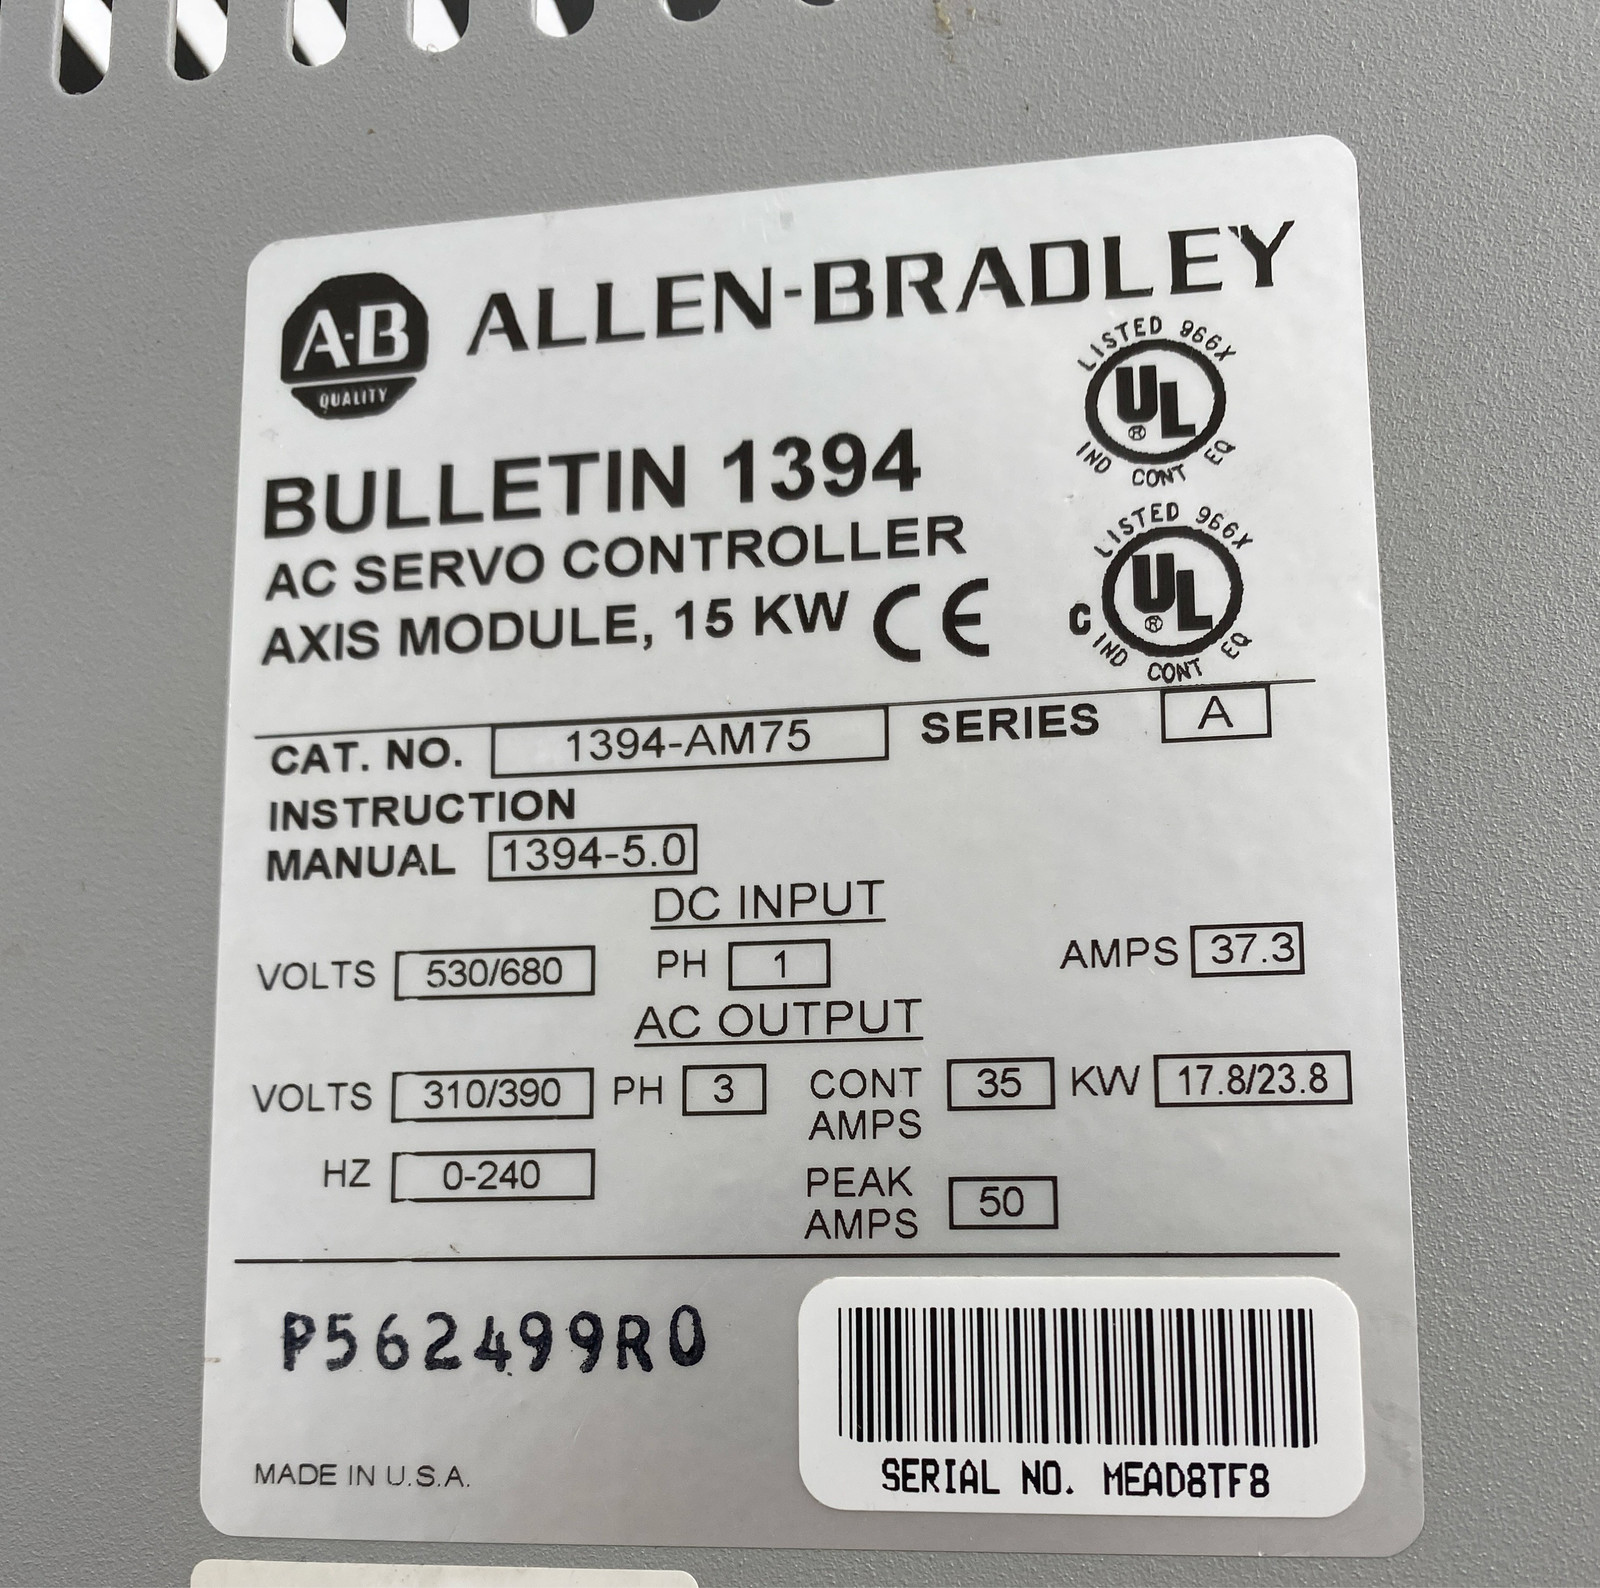 A-B QUALITY ALLEN-BRADLEY
LISTED 966X
UL ®
IND CONT EQ
BULLETIN 1394
AC SERVO CONTROLLER
AXIS MODULE, 15 KW CE
LISTED 966X
C UL ®
IND CONT EQ
CAT. NO. 1394-AM75 SERIES A
INSTRUCTION
MANUAL 1394-5.0
DC INPUT
VOLTS 530/680 PH 1 AMPS 37.3
AC OUTPUT
VOLTS 310/390 PH 3 CONT AMPS 35 KW 17.8/23.8
HZ 0-240 PEAK AMPS 50
P562499R0
MADE IN U.S.A.
SERIAL NO. MEAD8TF8